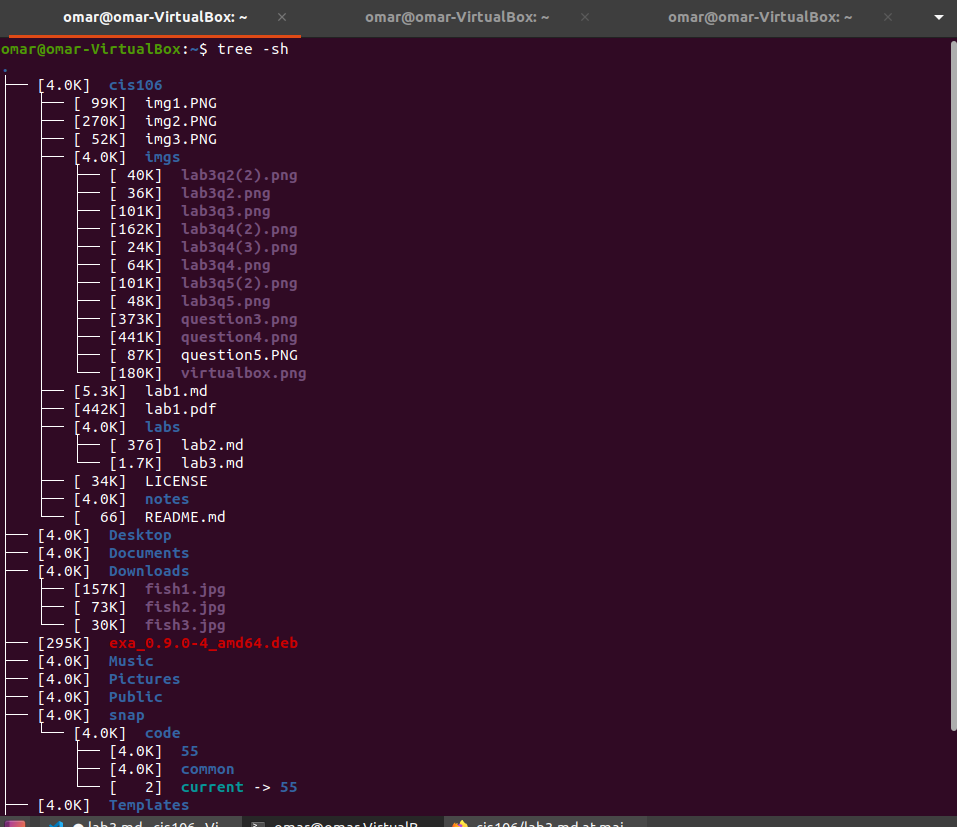 omar@omar-VirtualBox: ~ × omar@omar-VirtualBox: ~ × omar@omar-VirtualBox: ~ ×
omar@omar-VirtualBox:~$ tree -sh
.
├── [4.0K]  cis106
│   ├── [ 99K]  img1.PNG
│   ├── [270K]  img2.PNG
│   ├── [ 52K]  img3.PNG
│   ├── [4.0K]  imgs
│   │   ├── [ 40K]  lab3q2(2).png
│   │   ├── [ 36K]  lab3q2.png
│   │   ├── [101K]  lab3q3.png
│   │   ├── [162K]  lab3q4(2).png
│   │   ├── [ 24K]  lab3q4(3).png
│   │   ├── [ 64K]  lab3q4.png
│   │   ├── [101K]  lab3q5(2).png
│   │   ├── [ 48K]  lab3q5.png
│   │   ├── [373K]  question3.png
│   │   ├── [441K]  question4.png
│   │   ├── [ 87K]  question5.PNG
│   │   └── [180K]  virtualbox.png
│   ├── [5.3K]  lab1.md
│   ├── [442K]  lab1.pdf
│   ├── [4.0K]  labs
│   │   ├── [ 376]  lab2.md
│   │   └── [1.7K]  lab3.md
│   ├── [ 34K]  LICENSE
│   ├── [4.0K]  notes
│   └── [  66]  README.md
├── [4.0K]  Desktop
├── [4.0K]  Documents
├── [4.0K]  Downloads
│   ├── [157K]  fish1.jpg
│   ├── [ 73K]  fish2.jpg
│   └── [ 30K]  fish3.jpg
├── [295K]  exa_0.9.0-4_amd64.deb
├── [4.0K]  Music
├── [4.0K]  Pictures
├── [4.0K]  Public
├── [4.0K]  snap
│   └── [4.0K]  code
│       ├── [4.0K]  55
│       ├── [4.0K]  common
│       └── [   2]  current -> 55
├── [4.0K]  Templates
lab3.md - cis106 - Vi omar@omar-VirtualB cis106/lab3.md at mai